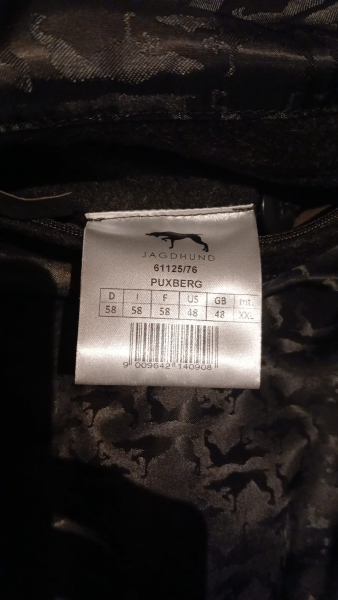 JAGDHUND
61125/76
PUXBERG
D I F US GB Int.
58 58 58 48 48 XXL
9 009642 140908